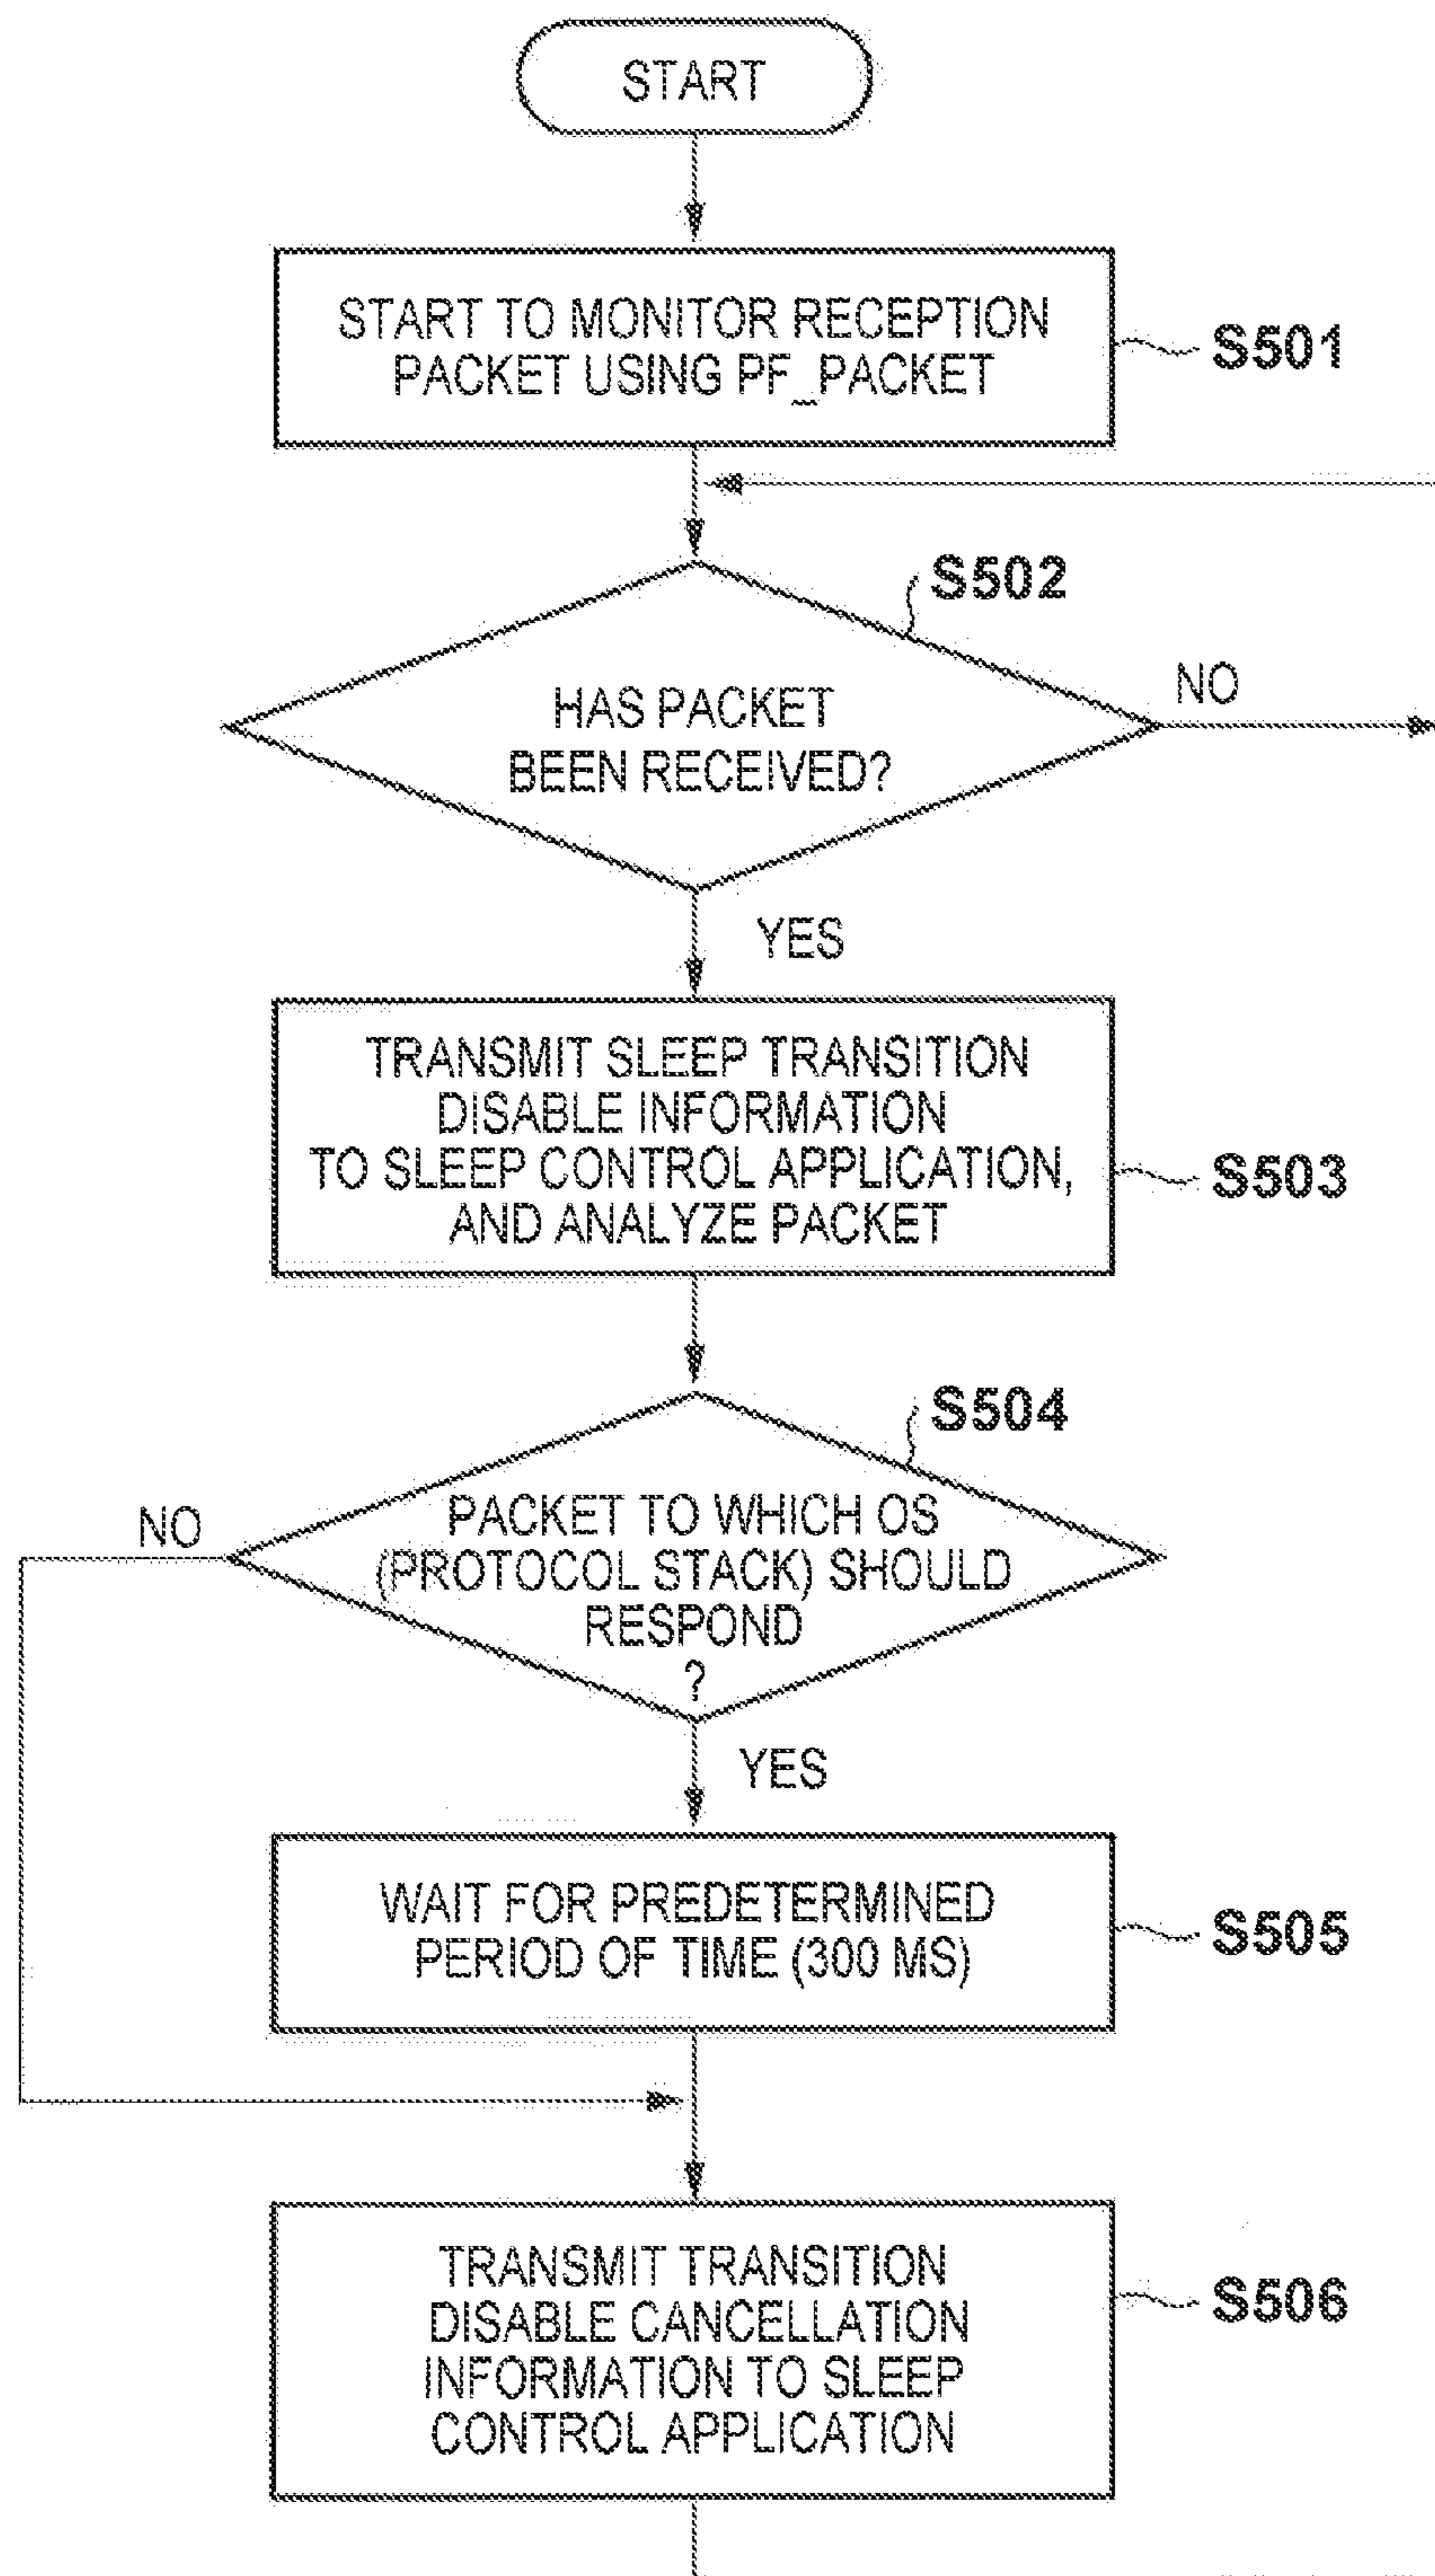 START
START TO MONITOR RECEPTION
PACKET USING PF_PACKET
S501
S502
HAS PACKET
BEEN RECEIVED?
NO
YES
TRANSMIT SLEEP TRANSITION
DISABLE INFORMATION
TO SLEEP CONTROL APPLICATION,
AND ANALYZE PACKET
S503
S504
NO
PACKET TO WHICH OS
(PROTOCOL STACK) SHOULD
RESPOND
?
YES
WAIT FOR PREDETERMINED
PERIOD OF TIME (300 MS)
S505
TRANSMIT TRANSITION
DISABLE CANCELLATION
INFORMATION TO SLEEP
CONTROL APPLICATION
S506